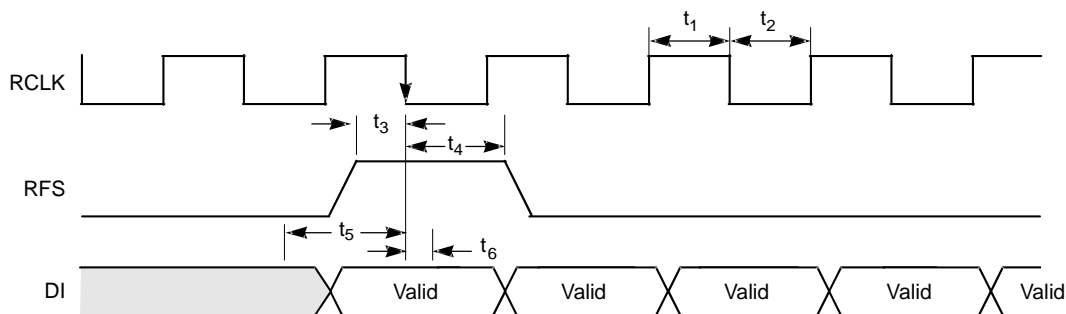 t1 t2
RCLK
t3
t4
RFS
t5
t6
DI Valid Valid Valid Valid Valid